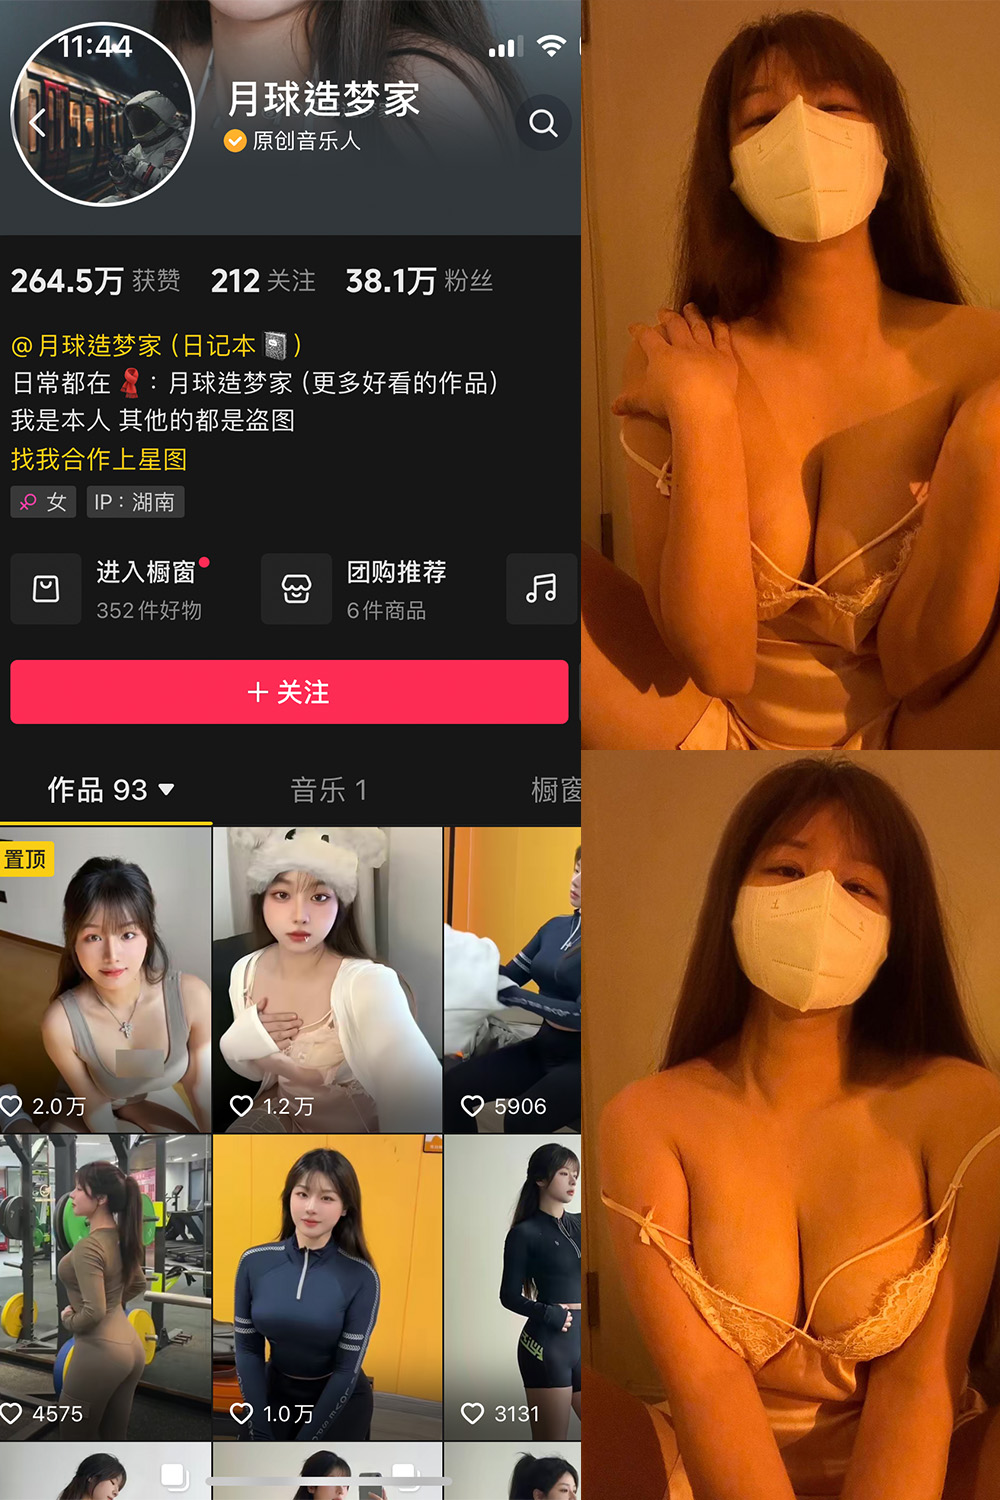 11:44
月球造梦家
原创音乐人
264.5万 获赞 212 关注 38.1万 粉丝
@月球造梦家（日记本）
日常都在 ：月球造梦家（更多好看的作品）
我是本人 其他的都是盗图
找我合作上星图
女 IP：湖南
进入橱窗 团购推荐
352件好物 6件商品
＋关注
作品 93 音乐 1 橱窗
置顶
2.0万 1.2万 5906
4575 1.0万 3131